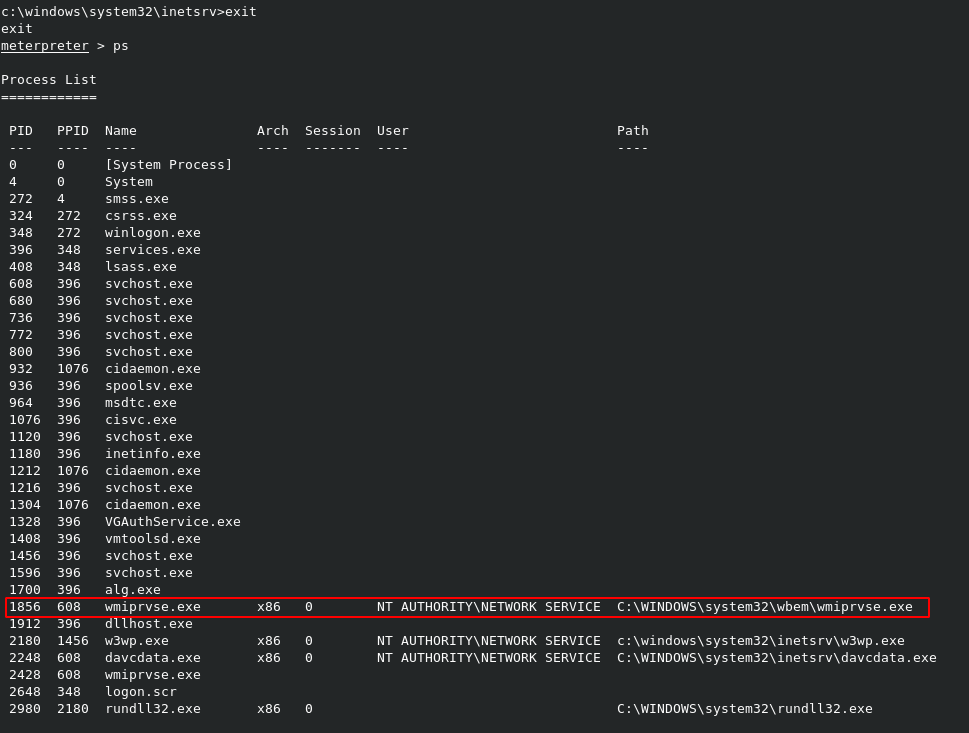 c:\windows\system32\inetsrv>exit
exit
meterpreter > ps
Process List
============
PID   PPID  Name               Arch  Session  User                          Path
---   ----  ----               ----  -------  ----                          ----
0     0     [System Process]
4     0     System
272   4     smss.exe
324   272   csrss.exe
348   272   winlogon.exe
396   348   services.exe
408   348   lsass.exe
608   396   svchost.exe
680   396   svchost.exe
736   396   svchost.exe
772   396   svchost.exe
800   396   svchost.exe
932   1076  cidaemon.exe
936   396   spoolsv.exe
964   396   msdtc.exe
1076  396   cisvc.exe
1120  396   svchost.exe
1180  396   inetinfo.exe
1212  1076  cidaemon.exe
1216  396   svchost.exe
1304  1076  cidaemon.exe
1328  396   VGAuthService.exe
1408  396   vmtoolsd.exe
1456  396   svchost.exe
1596  396   svchost.exe
1700  396   alg.exe
1856  608   wmiprvse.exe       x86   0        NT AUTHORITY\NETWORK SERVICE  C:\WINDOWS\system32\wbem\wmiprvse.exe
1912  396   dllhost.exe
2180  1456  w3wp.exe           x86   0        NT AUTHORITY\NETWORK SERVICE  c:\windows\system32\inetsrv\w3wp.exe
2248  608   davcdata.exe       x86   0        NT AUTHORITY\NETWORK SERVICE  C:\WINDOWS\system32\inetsrv\davcdata.exe
2428  608   wmiprvse.exe
2648  348   logon.scr
2980  2180  rundll32.exe       x86   0                                      C:\WINDOWS\system32\rundll32.exe